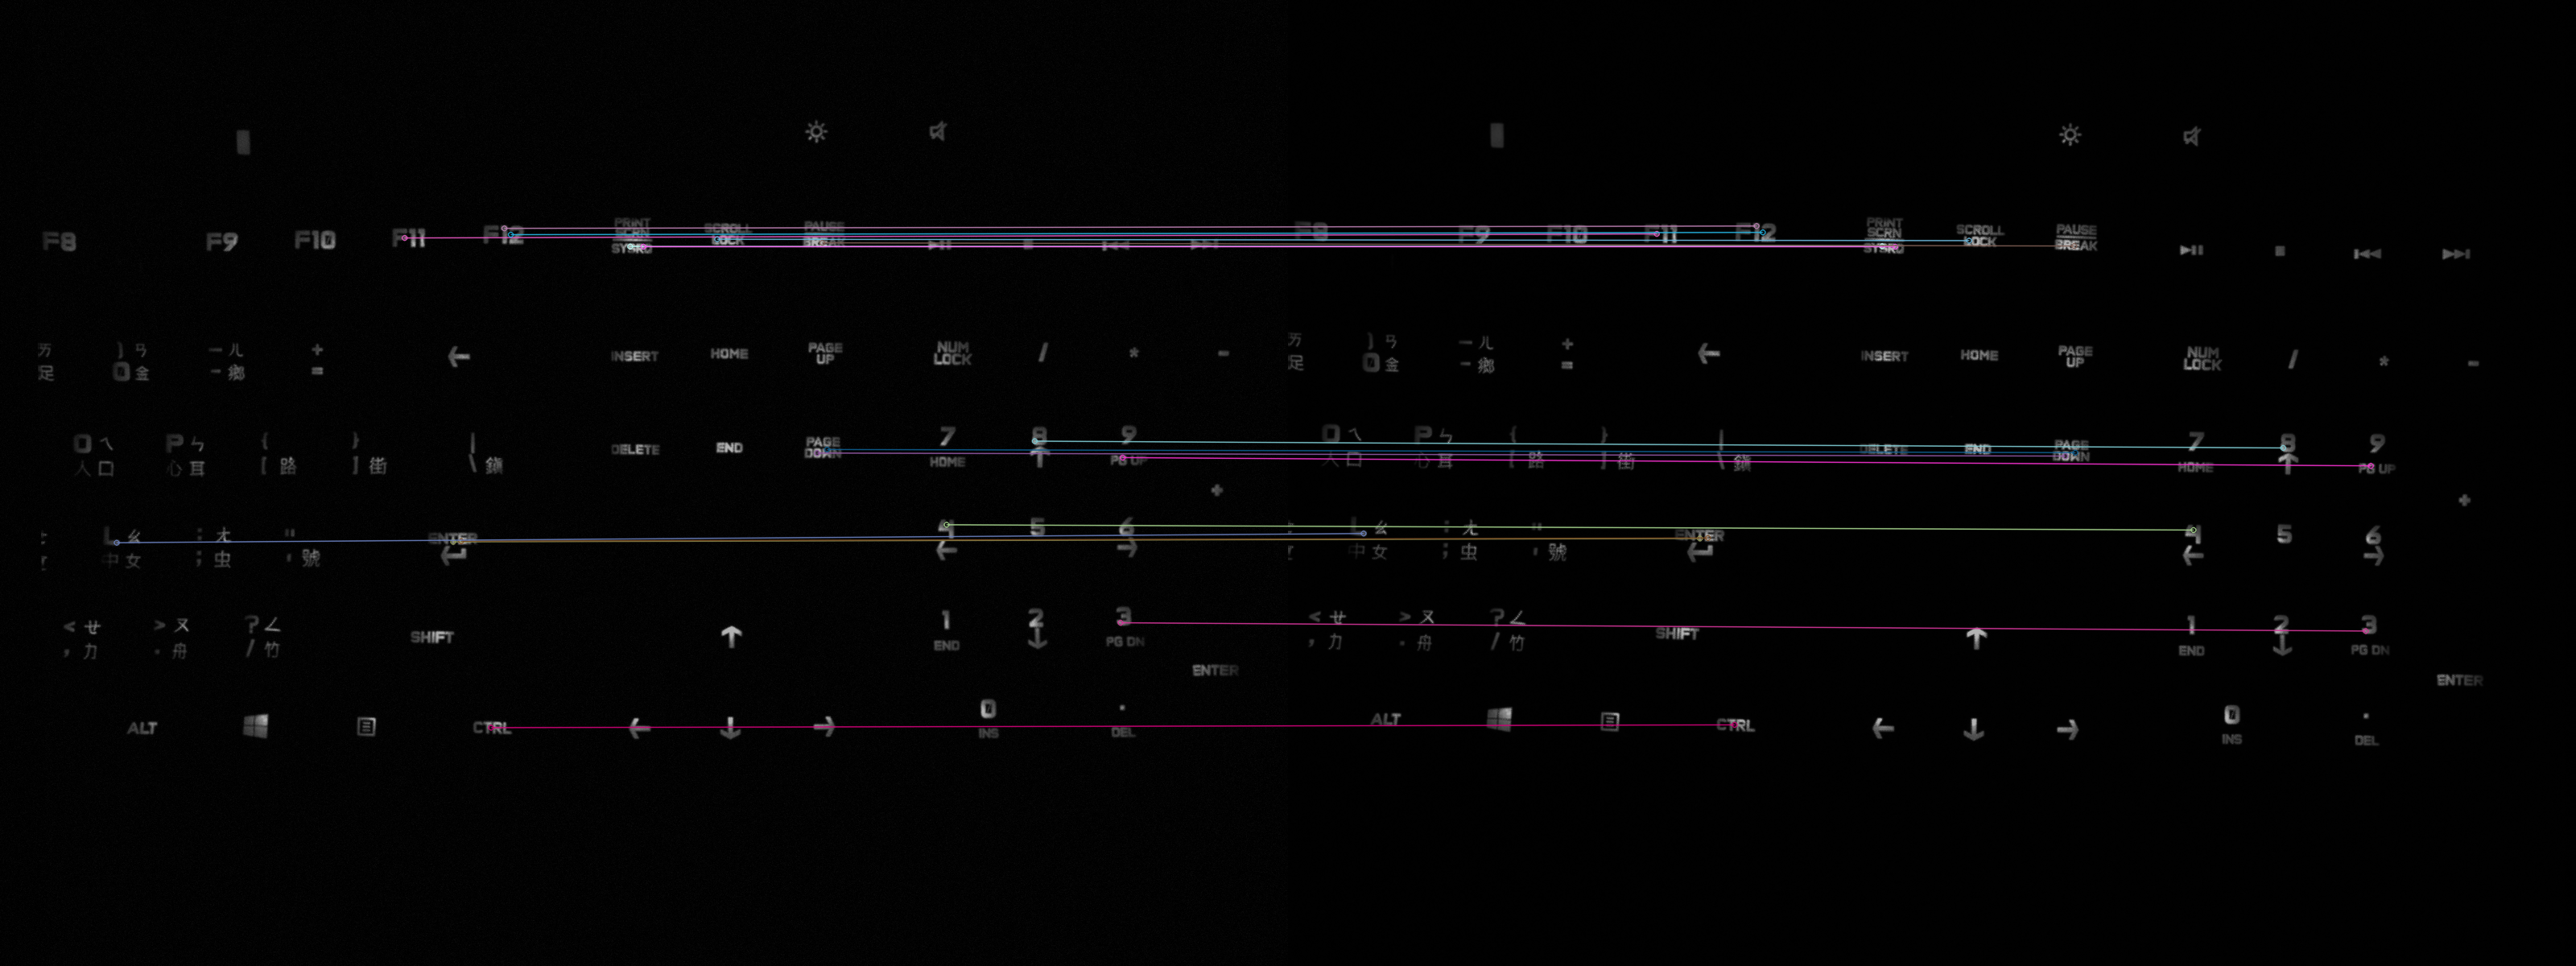 F8 F9 F10 F11 F12 PRINT SCRN SYSRQ SCROLL LOCK PAUSE BREAK
ㄞ ) ㄢ — ㄦ +
足 0 金 - 鄉 = ← INSERT HOME PAGE UP NUM LOCK / * -
O ㄟ P ㄣ { } |
人 口 心 耳 [ 路 ] 街 \ 鎖 DELETE END PAGE DOWN 7 HOME 8 ↑ 9 PG UP
+
L ㄠ : ㄤ " ENTER 4 5 6
中 女 ; 虫 ' 號 ← →
< ㄝ > ㄡ ? ㄥ SHIFT ↑ 1 2 3
, 力 . 舟 / 竹 END ↓ PG DN
ENTER
ALT CTRL ← ↓ → 0 INS . DEL
F8 F9 F10 F11 F12 PRINT SCRN SYSRQ SCROLL LOCK PAUSE BREAK
ㄞ ) ㄢ — ㄦ +
足 0 金 - 鄉 = ← INSERT HOME PAGE UP NUM LOCK / * -
O ㄟ P ㄣ { } |
人 口 心 耳 [ 路 ] 街 \ 鎖 DELETE END PAGE DOWN 7 HOME 8 ↑ 9 PG UP
+
L ㄠ : ㄤ " ENTER 4 5 6
中 女 ; 虫 ' 號 ← →
< ㄝ > ㄡ ? ㄥ SHIFT ↑ 1 2 3
, 力 . 舟 / 竹 END ↓ PG DN
ENTER
ALT CTRL ← ↓ → 0 INS . DEL